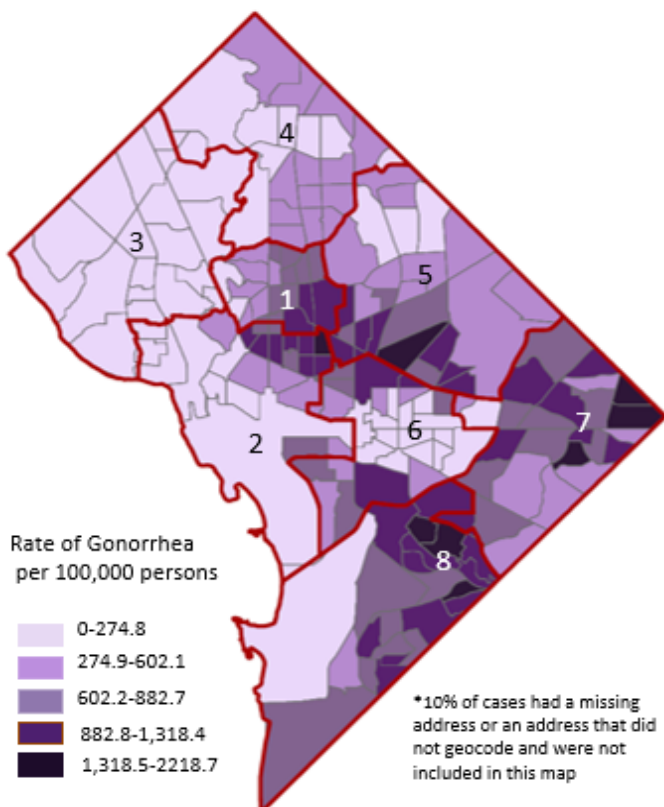 4
3
5
1
7
6
2
8
Rate of Gonorrhea
per 100,000 persons
0-274.8
274.9-602.1
602.2-882.7
882.8-1,318.4
1,318.5-2218.7
*10% of cases had a missing
address or an address that did
not geocode and were not
included in this map